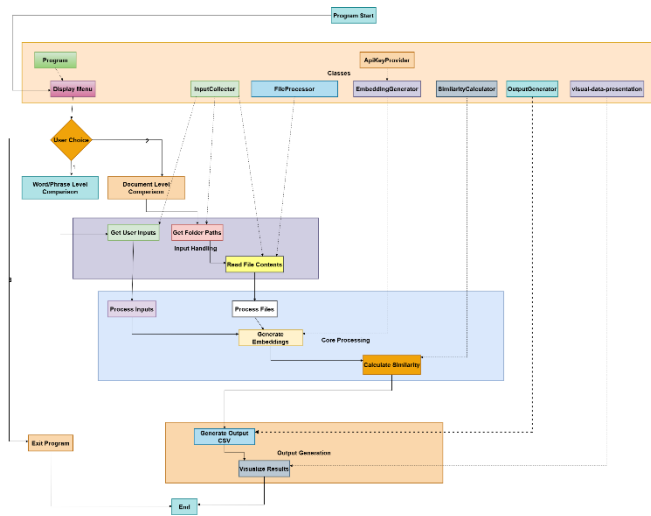 Program Start
Program
ApiKeyProvider
Classes
Display Menu
InputCollector
FileProcessor
EmbeddingGenerator
SimilarityCalculator
OutputGenerator
visual-data-presentation
User Choice
2
Word/Phrase Level
Comparison
Document Level
Comparison
Get User Inputs
Get Folder Paths
Input Handling
Read File Contents
Process Inputs
Process Files
Generate
Embeddings
Core Processing
Calculate Similarity
Generate Output
CSV
Exit Program
Output Generation
Visualize Results
End